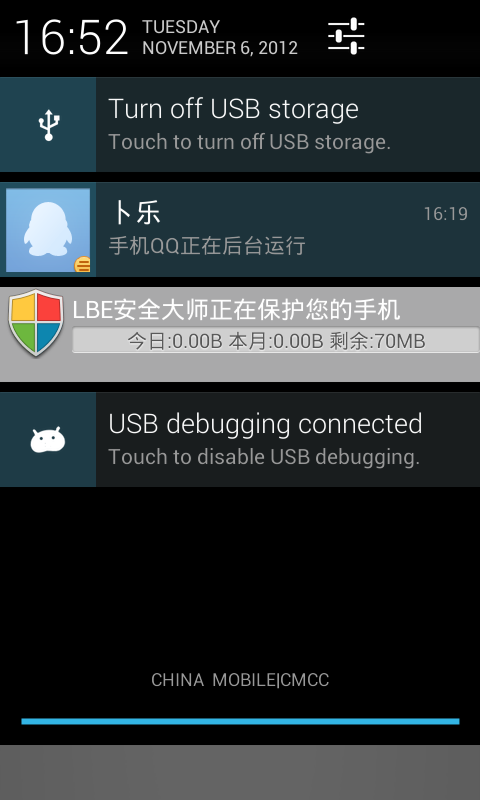 16:52
TUESDAY
NOVEMBER 6, 2012
Turn off USB storage
Touch to turn off USB storage.
卜乐
16:19
手机QQ正在后台运行
LBE安全大师正在保护您的手机
今日:0.00B 本月:0.00B 剩余:70MB
USB debugging connected
Touch to disable USB debugging.
CHINA MOBILE|CMCC